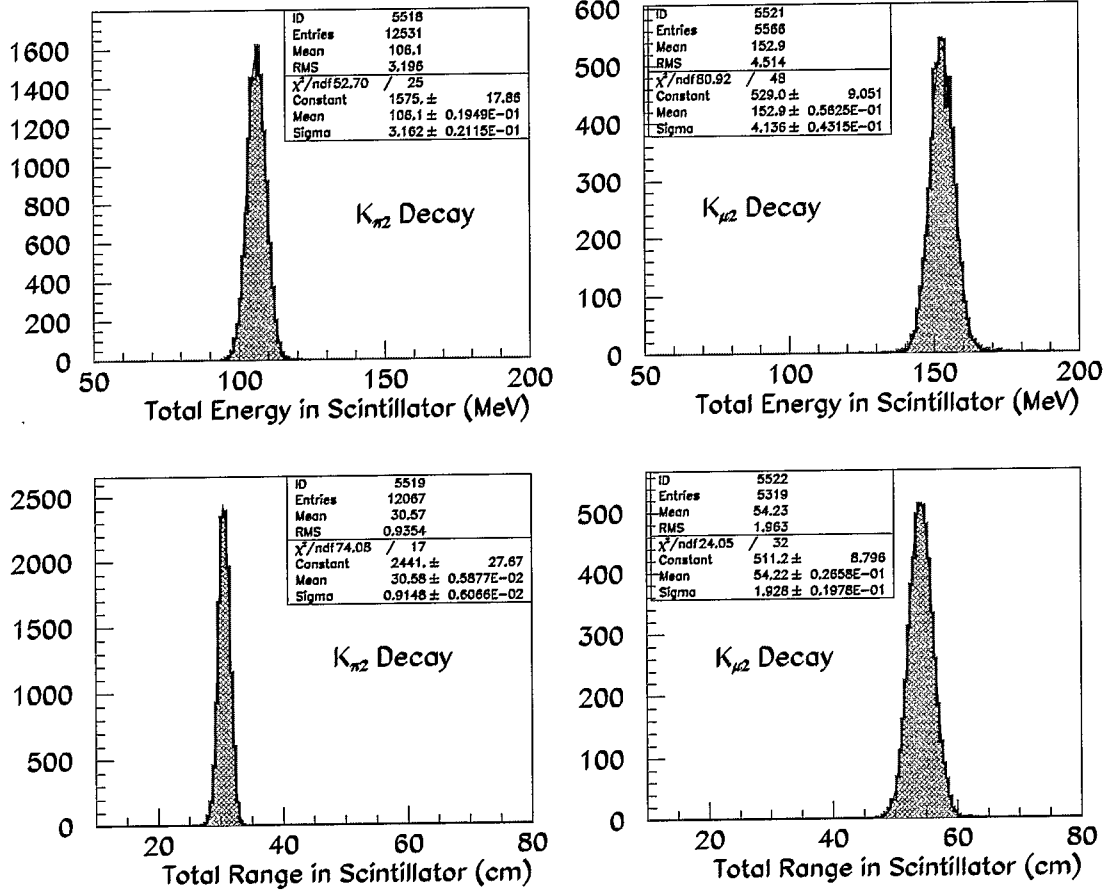 ID 5518
Entries 12531
Mean 106.1
RMS 3.196
χ²/ndf 52.70 / 25
Constant 1575. ± 17.86
Mean 106.1 ± 0.1949E-01
Sigma 3.162 ± 0.2115E-01
1600
1400
1200
1000
800
600
400
200
0
Kπ2 Decay
50 100 150 200
Total Energy in Scintillator (MeV)
ID 5521
Entries 5566
Mean 152.9
RMS 4.514
χ²/ndf 80.92 / 48
Constant 529.0 ± 9.051
Mean 152.9 ± 0.5625E-01
Sigma 4.136 ± 0.4315E-01
600
500
400
300
200
100
0
Kμ2 Decay
50 100 150 200
Total Energy in Scintillator (MeV)
ID 5519
Entries 12067
Mean 30.57
RMS 0.9354
χ²/ndf 74.08 / 17
Constant 2441. ± 27.67
Mean 30.58 ± 0.5877E-02
Sigma 0.9148 ± 0.6066E-02
2500
2000
1500
1000
500
0
Kπ2 Decay
20 40 60 80
Total Range in Scintillator (cm)
ID 5522
Entries 5319
Mean 54.23
RMS 1.963
χ²/ndf 24.05 / 32
Constant 511.2 ± 8.796
Mean 54.22 ± 0.2658E-01
Sigma 1.928 ± 0.1978E-01
500
400
300
200
100
0
Kμ2 Decay
20 40 60 80
Total Range in Scintillator (cm)